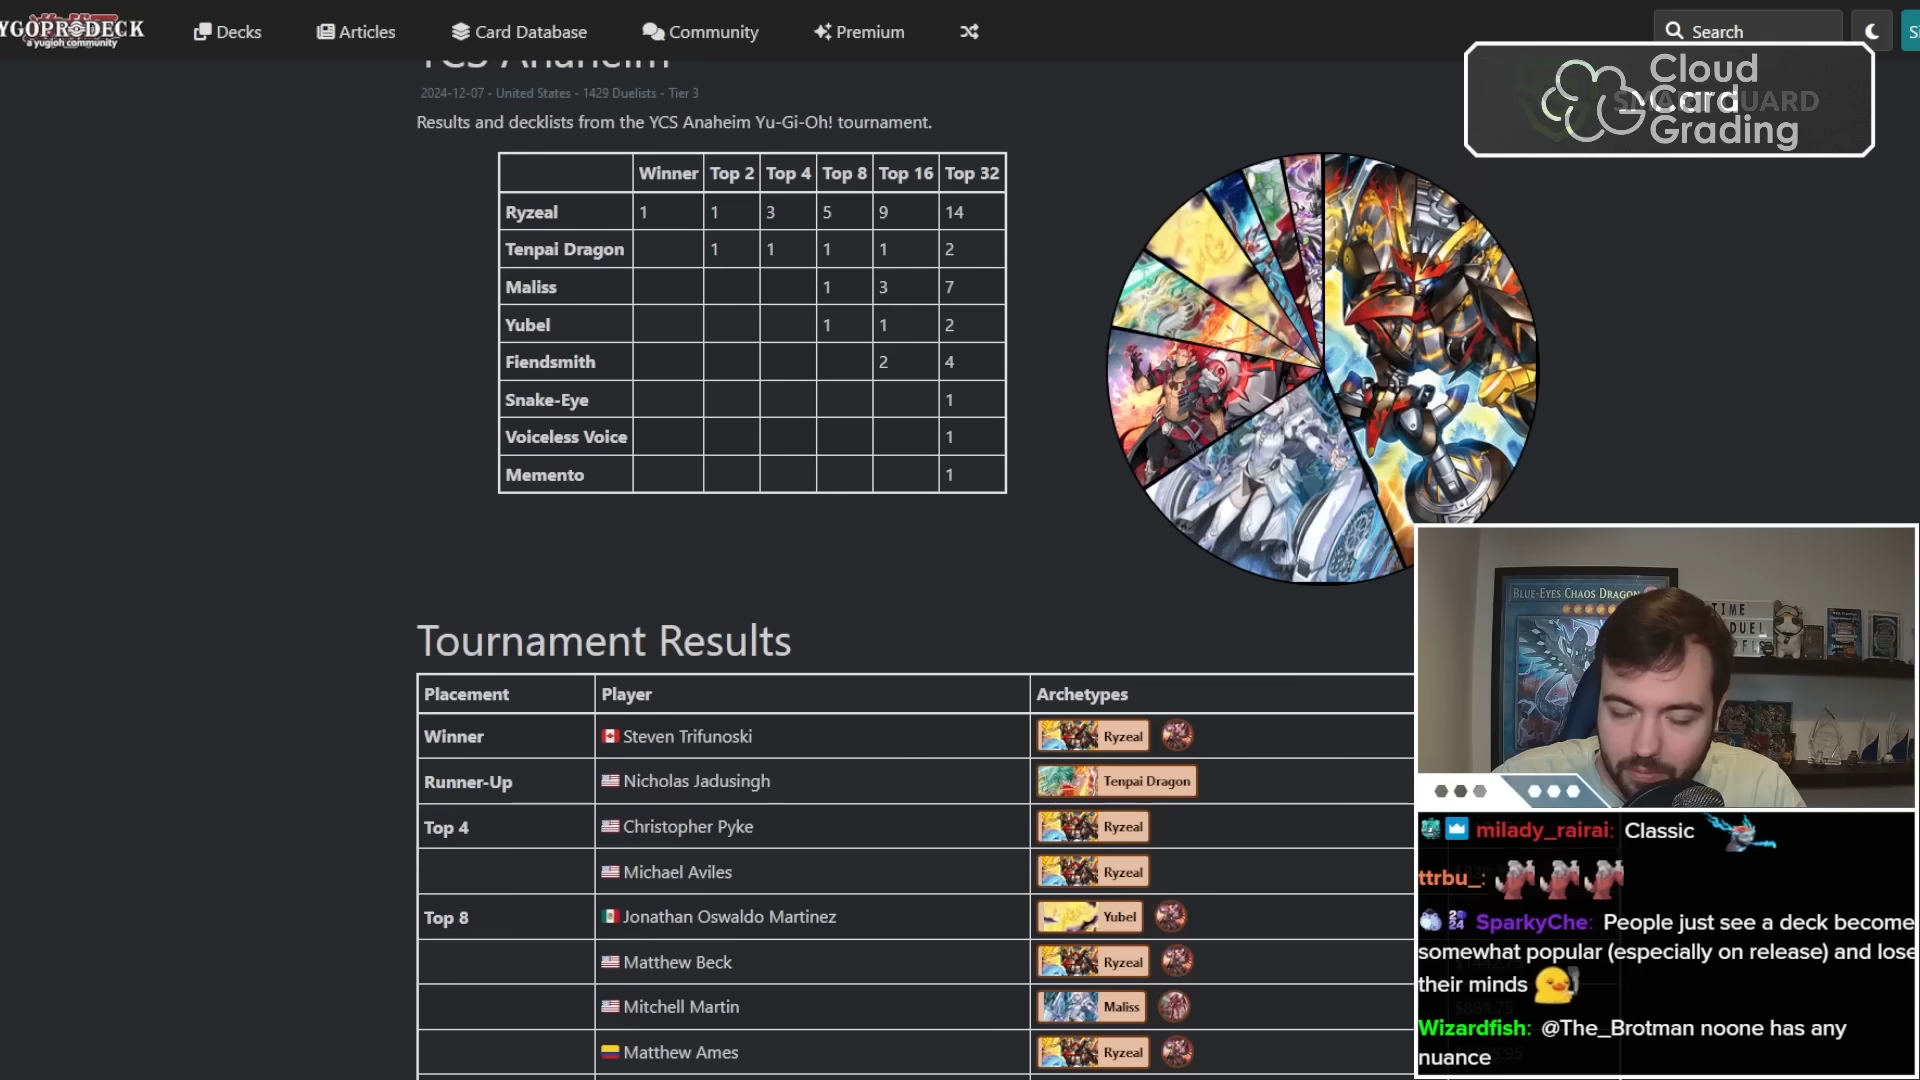 YGOPRODECK
a yugioh community
Decks
Articles
Card Database
Community
Premium
Search
YCS Anaheim
2024-12-07 - United States - 1429 Duelists - Tier 3
Results and decklists from the YCS Anaheim Yu-Gi-Oh! tournament.
Winner Top 2 Top 4 Top 8 Top 16 Top 32
Ryzeal 1 1 3 5 9 14
Tenpai Dragon 1 1 1 1 2
Maliss 1 3 7
Yubel 1 1 2
Fiendsmith 2 4
Snake-Eye 1
Voiceless Voice 1
Memento 1
Cloud
Card
Grading
Tournament Results
Placement Player Archetypes
Winner Steven Trifunoski Ryzeal
Runner-Up Nicholas Jadusingh Tenpai Dragon
Top 4 Christopher Pyke Ryzeal
Michael Aviles Ryzeal
Top 8 Jonathan Oswaldo Martinez Yubel
Matthew Beck Ryzeal
Mitchell Martin Maliss
Matthew Ames Ryzeal
BLUE-EYES CHAOS DRAGON
milady_rairai: Classic
ttrbu_:
SparkyChe: People just see a deck become
somewhat popular (especially on release) and lose
their minds
Wizardfish: @The_Brotman noone has any
nuance